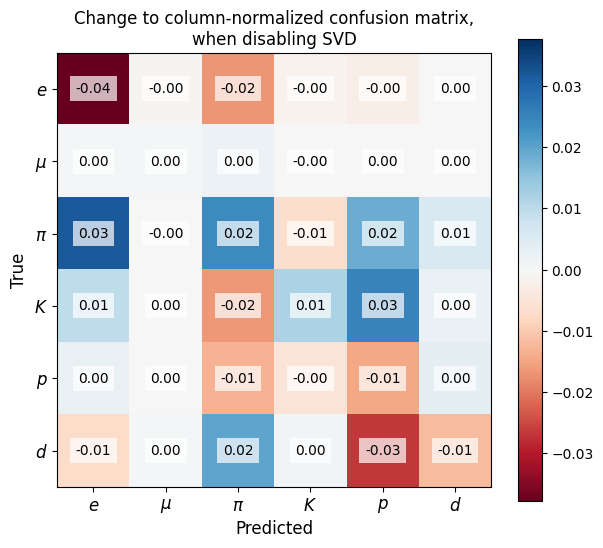 Change to column-normalized confusion matrix,
when disabling SVD
True
e
-0.04 -0.00 -0.02 -0.00 -0.00 0.00
μ
0.00 0.00 0.00 -0.00 0.00 0.00
π
0.03 -0.00 0.02 -0.01 0.02 0.01
K
0.01 0.00 -0.02 0.01 0.03 0.00
p
0.00 0.00 -0.01 -0.00 -0.01 0.00
d
-0.01 0.00 0.02 0.00 -0.03 -0.01
e μ π K p d
Predicted
0.03
0.02
0.01
0.00
−0.01
−0.02
−0.03